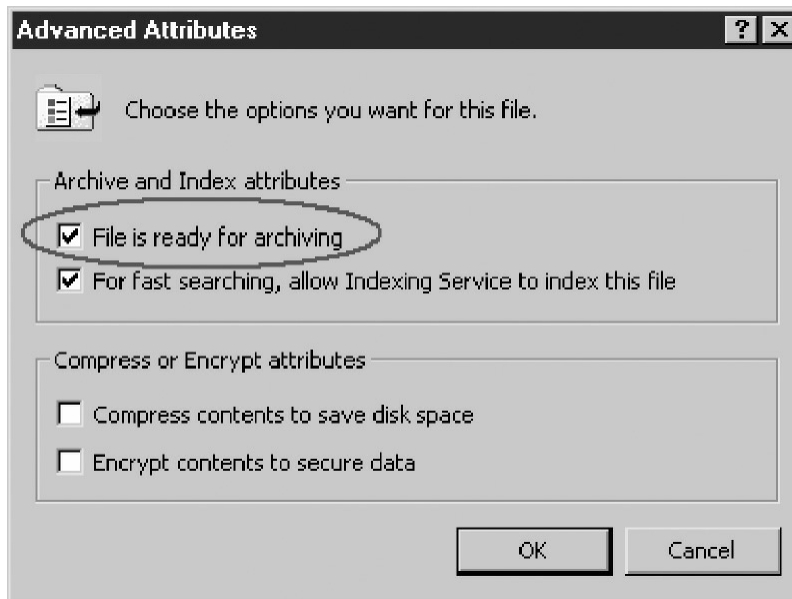 Advanced Attributes
Choose the options you want for this file.
Archive and Index attributes
File is ready for archiving
For fast searching, allow Indexing Service to index this file
Compress or Encrypt attributes
Compress contents to save disk space
Encrypt contents to secure data
OK Cancel